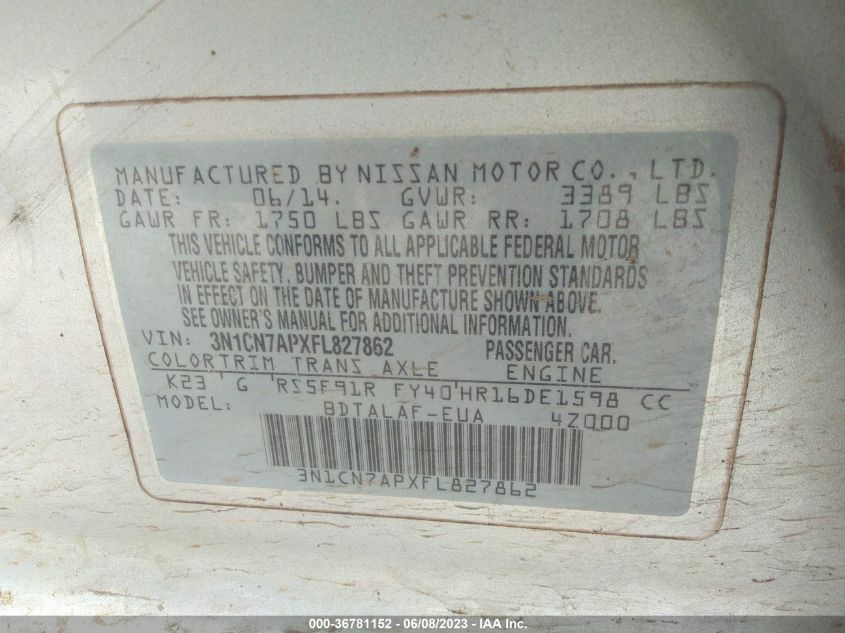 MANUFACTURED BY NISSAN MOTOR CO., LTD.
DATE: 06/14. GVWR: 3389 LBS
GAWR FR: 1750 LBS GAWR RR: 1708 LBS
THIS VEHICLE CONFORMS TO ALL APPLICABLE FEDERAL MOTOR
VEHICLE SAFETY, BUMPER AND THEFT PREVENTION STANDARDS
IN EFFECT ON THE DATE OF MANUFACTURE SHOWN ABOVE.
SEE OWNER'S MANUAL FOR ADDITIONAL INFORMATION.
VIN: 3N1CN7APXFL827862 PASSENGER CAR.
COLOR TRIM TRANS AXLE ENGINE
K23 G RS5F91R FY40 HR16DE1598 CC
MODEL: BDTALAF-EUA 4Z000
3N1CN7APXFL827862
000-36781152 - 06/08/2023 - IAA Inc.